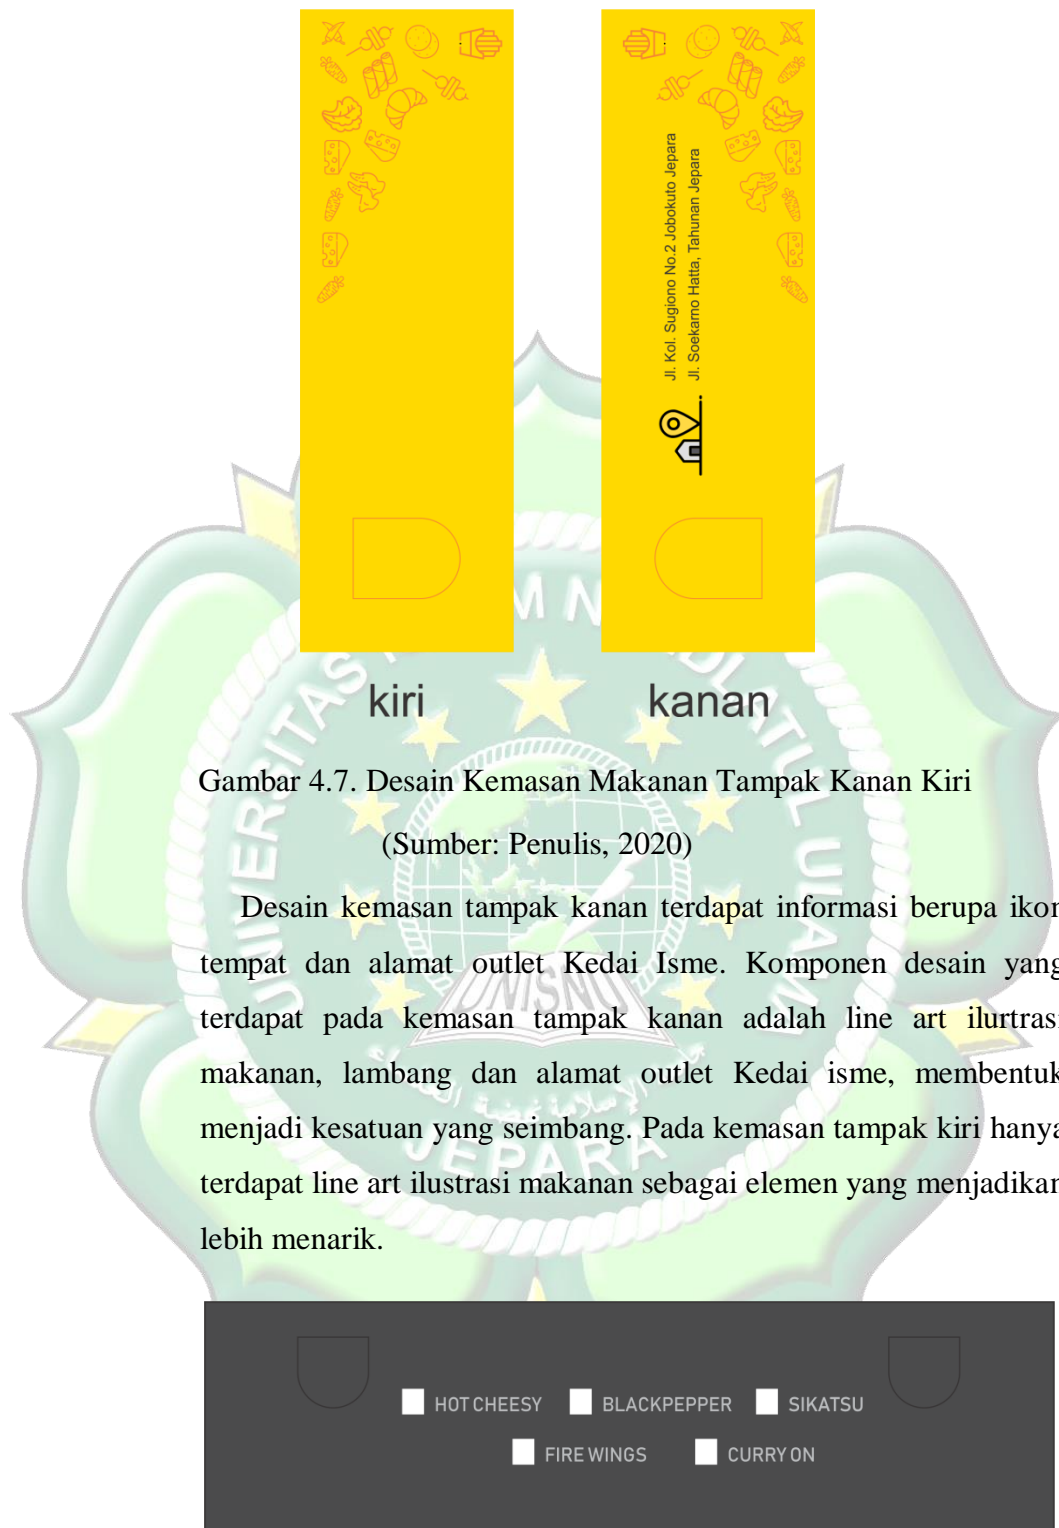 Jl. Kol. Sugiono No.2 Jobokuto Jepara
Jl. Soekarno Hatta, Tahunan Jepara
kiri
kanan
Gambar 4.7. Desain Kemasan Makanan Tampak Kanan Kiri
(Sumber: Penulis, 2020)
Desain kemasan tampak kanan terdapat informasi berupa ikon
tempat dan alamat outlet Kedai Isme. Komponen desain yang
terdapat pada kemasan tampak kanan adalah line art ilurtrasi
makanan, lambang dan alamat outlet Kedai isme, membentuk
menjadi kesatuan yang seimbang. Pada kemasan tampak kiri hanya
terdapat line art ilustrasi makanan sebagai elemen yang menjadikan
lebih menarik.
HOT CHEESY BLACKPEPPER SIKATSU
FIRE WINGS CURRY ON
UNISNU
JEPARA